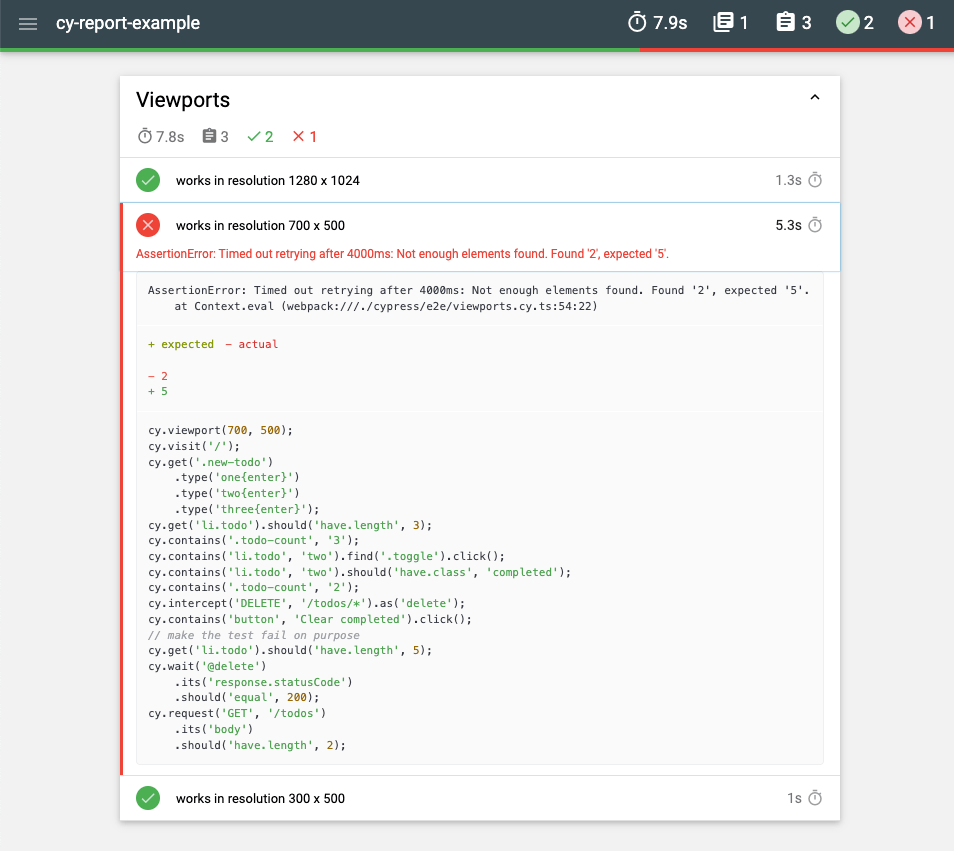 cy-report-example 7.9s 1 3 2 1
Viewports
7.8s 3 2 1
works in resolution 1280 x 1024 1.3s
works in resolution 700 x 500 5.3s
AssertionError: Timed out retrying after 4000ms: Not enough elements found. Found '2', expected '5'.
AssertionError: Timed out retrying after 4000ms: Not enough elements found. Found '2', expected '5'.
    at Context.eval (webpack:///./cypress/e2e/viewports.cy.ts:54:22)
+ expected - actual
- 2
+ 5
cy.viewport(700, 500);
cy.visit('/');
cy.get('.new-todo')
    .type('one{enter}')
    .type('two{enter}')
    .type('three{enter}');
cy.get('li.todo').should('have.length', 3);
cy.contains('.todo-count', '3');
cy.contains('li.todo', 'two').find('.toggle').click();
cy.contains('li.todo', 'two').should('have.class', 'completed');
cy.contains('.todo-count', '2');
cy.intercept('DELETE', '/todos/*').as('delete');
cy.contains('button', 'Clear completed').click();
// make the test fail on purpose
cy.get('li.todo').should('have.length', 5);
cy.wait('@delete')
    .its('response.statusCode')
    .should('equal', 200);
cy.request('GET', '/todos')
    .its('body')
    .should('have.length', 2);
works in resolution 300 x 500 1s